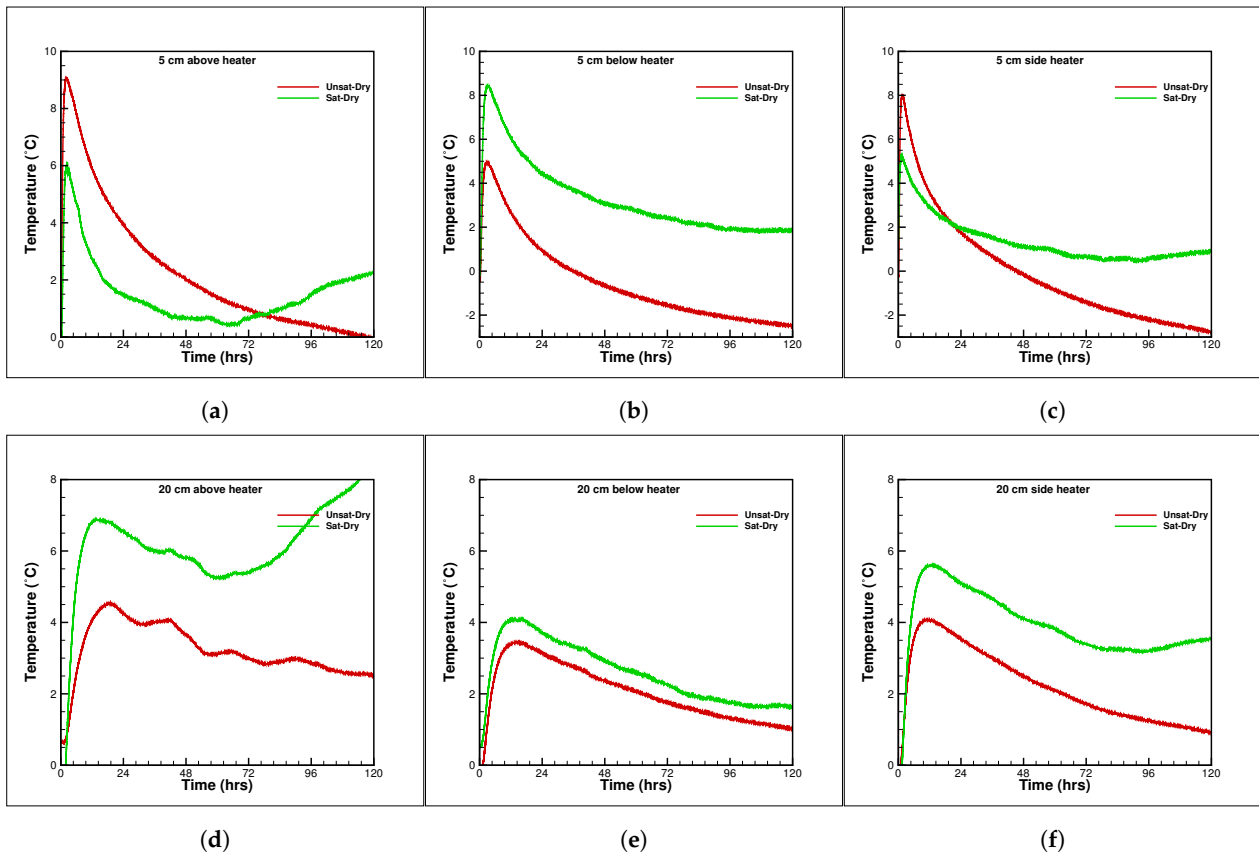 5 cm above heater
Unsat-Dry
Sat-Dry
Temperature (°C)
10
8
6
4
2
0
0 24 48 72 96 120
Time (hrs)
(a)
5 cm below heater
Unsat-Dry
Sat-Dry
Temperature (°C)
10
8
6
4
2
0
-2
0 24 48 72 96 120
Time (hrs)
(b)
5 cm side heater
Unsat-Dry
Sat-Dry
Temperature (°C)
10
8
6
4
2
0
-2
0 24 48 72 96 120
Time (hrs)
(c)
20 cm above heater
Unsat-Dry
Sat-Dry
Temperature (°C)
8
6
4
2
0
0 24 48 72 96 120
Time (hrs)
(d)
20 cm below heater
Unsat-Dry
Sat-Dry
Temperature (°C)
8
6
4
2
0
0 24 48 72 96 120
Time (hrs)
(e)
20 cm side heater
Unsat-Dry
Sat-Dry
Temperature (°C)
8
6
4
2
0
0 24 48 72 96 120
Time (hrs)
(f)